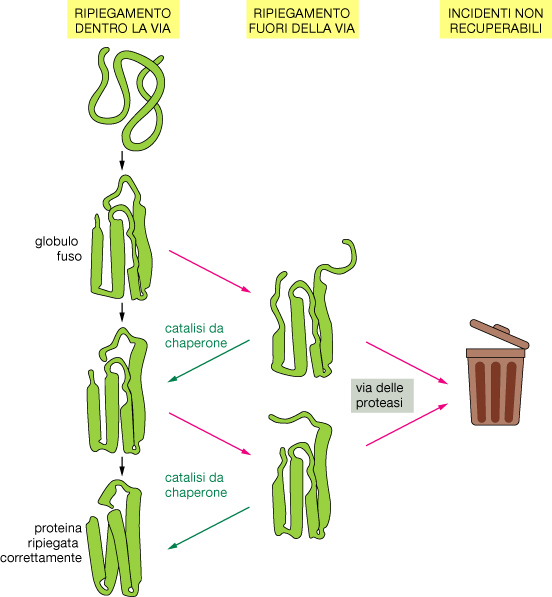 RIPIEGAMENTO
DENTRO LA VIA
RIPIEGAMENTO
FUORI DELLA VIA
INCIDENTI NON
RECUPERABILI
globulo
fuso
catalisi da
chaperone
via delle
proteasi
catalisi da
chaperone
proteina
ripiegata
correttamente